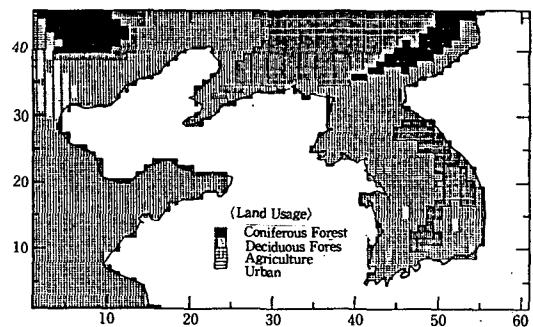 40
30
20
10
⟨Land Usage⟩
Coniferous Forest
Deciduous Fores
Agriculture
Urban
10 20 30 40 50 60